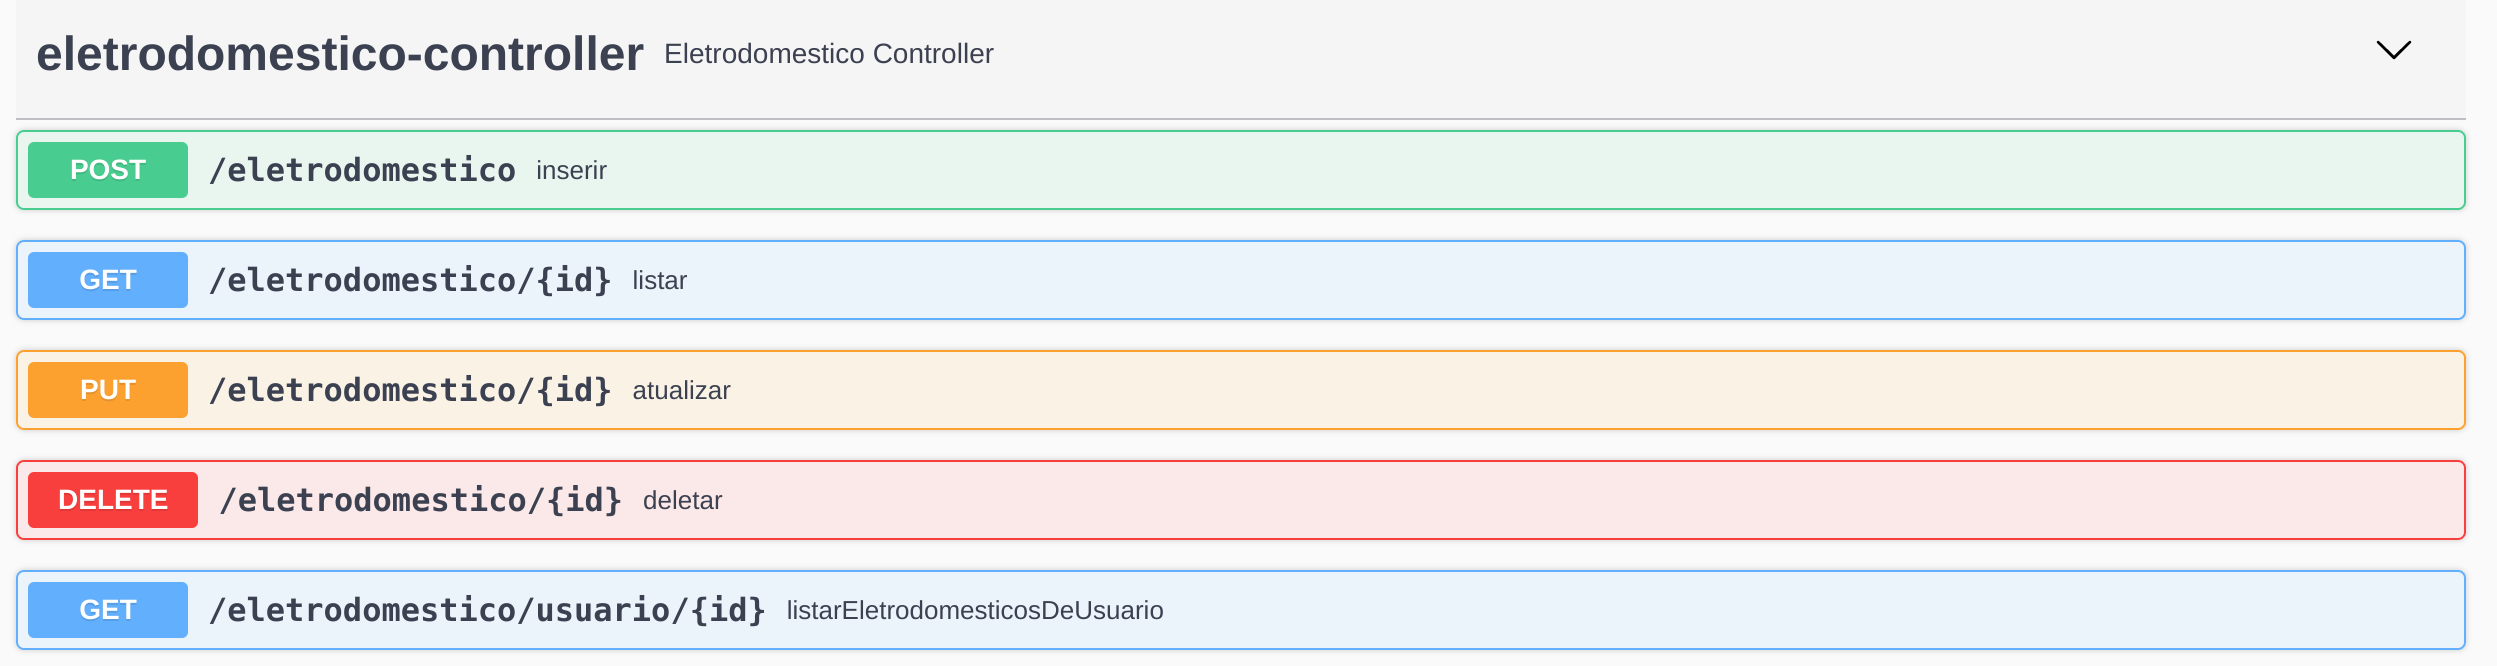 eletrodomestico-controller Eletrodomestico Controller
POST /eletrodomestico inserir
GET /eletrodomestico/{id} listar
PUT /eletrodomestico/{id} atualizar
DELETE /eletrodomestico/{id} deletar
GET /eletrodomestico/usuario/{id} listarEletrodomesticosDeUsuario